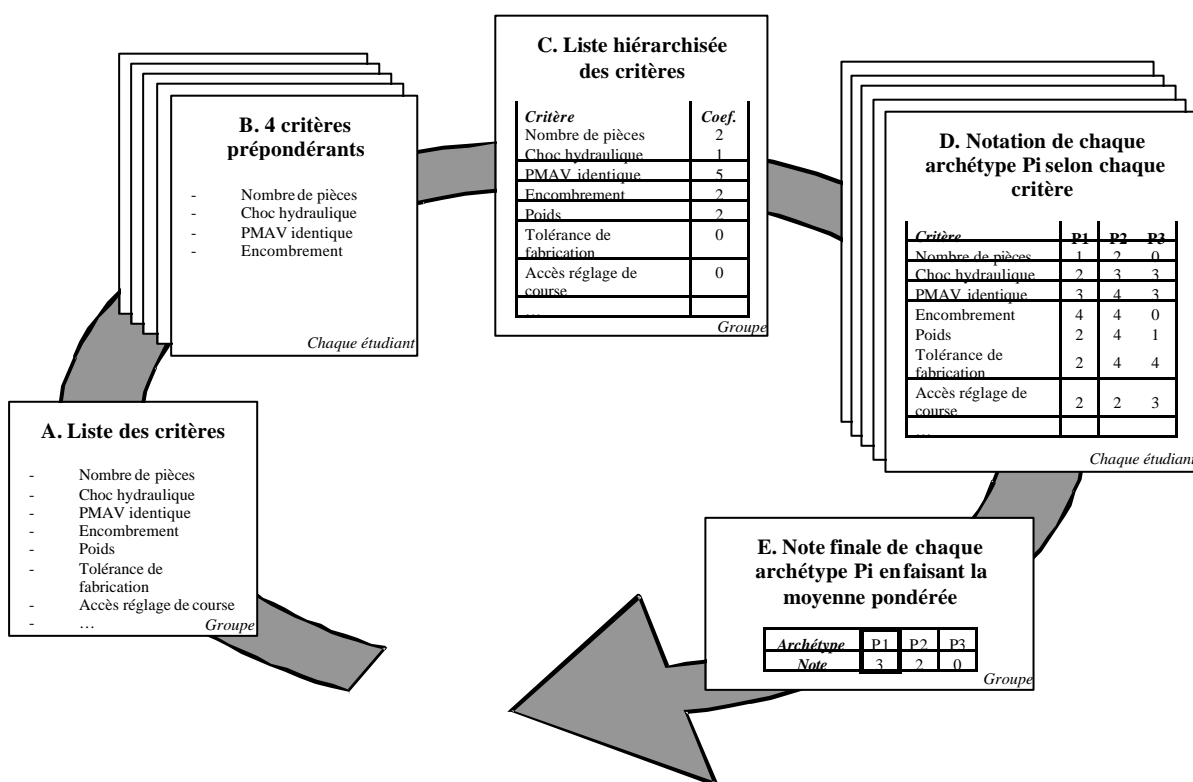 A. Liste des critères
- Nombre de pièces
- Choc hydraulique
- PMAV identique
- Encombrement
- Poids
- Tolérance de
fabrication
- Accès réglage de course
- …
Groupe
B. 4 critères
prépondérants
- Nombre de pièces
- Choc hydraulique
- PMAV identique
- Encombrement
Chaque étudiant
C. Liste hiérarchisée
des critères
Critère Coef.
Nombre de pièces 2
Choc hydraulique 1
PMAV identique 5
Encombrement 2
Poids 2
Tolérance de 0
fabrication
Accès réglage de 0
course
…
Groupe
D. Notation de chaque
archétype Pi selon chaque
critère
Critère P1 P2 P3
Nombre de pièces 1 2 0
Choc hydraulique 2 3 3
PMAV identique 3 4 3
Encombrement 4 4 0
Poids 2 4 1
Tolérance de 2 4 4
fabrication
Accès réglage de 2 2 3
course
…
Chaque étudiant
E. Note finale de chaque
archétype Pi en faisant la
moyenne pondérée
Archétype P1 P2 P3
Note 3 2 0
Groupe